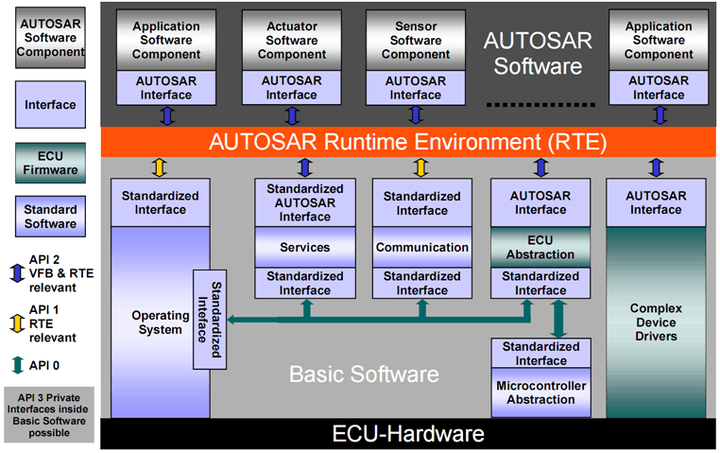 AUTOSAR
Software
Component
Interface
ECU
Firmware
Standard
Software
API 2
VFB & RTE
relevant
API 1
RTE
relevant
API 0
API 3 Private
Interfaces inside
Basic Software
possible
Application
Software
Component
AUTOSAR
Interface
Actuator
Software
Component
AUTOSAR
Interface
Sensor
Software
Component
AUTOSAR
Interface
AUTOSAR
Software
Application
Software
Component
AUTOSAR
Interface
AUTOSAR Runtime Environment (RTE)
Standardized
Interface
Operating
System
Standardized
Interface
Standardized
AUTOSAR
Interface
Services
Standardized
Interface
Standardized
Interface
Communication
Standardized
Interface
AUTOSAR
Interface
ECU
Abstraction
Standardized
Interface
Standardized
Interface
Microcontroller
Abstraction
AUTOSAR
Interface
Complex
Device
Drivers
Basic Software
ECU-Hardware